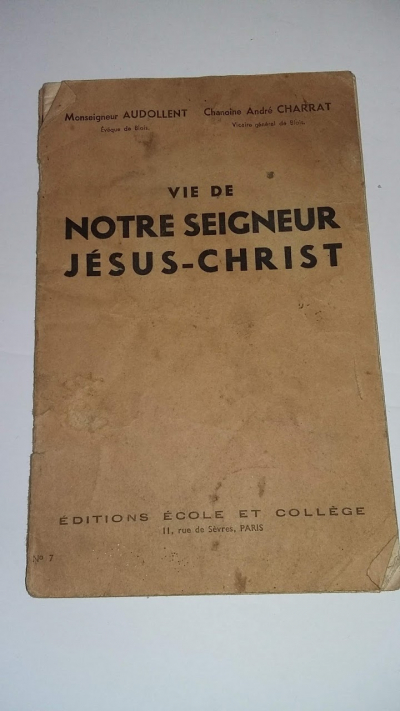 Monseigneur AUDOLLENT Chanoine André CHARRAT
Évêque de Blois. Vicaire général de Blois.
VIE DE
NOTRE SEIGNEUR
JÉSUS-CHRIST
ÉDITIONS ÉCOLE ET COLLÈGE
11, rue de Sèvres, PARIS
Nº 7